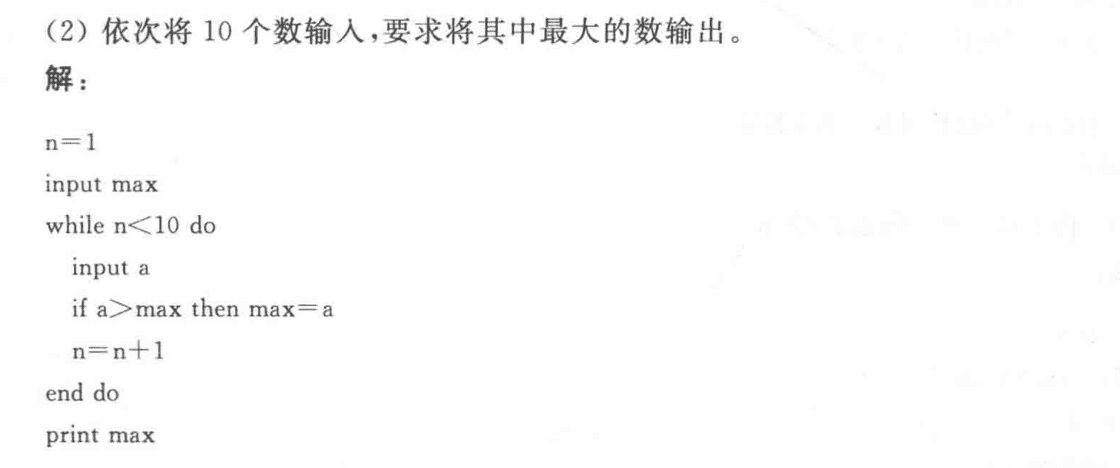 (2) 依次将 10 个数输入,要求将其中最大的数输出。
解:
n=1
input max
while n<10 do
input a
if a>max then max=a
n=n+1
end do
print max